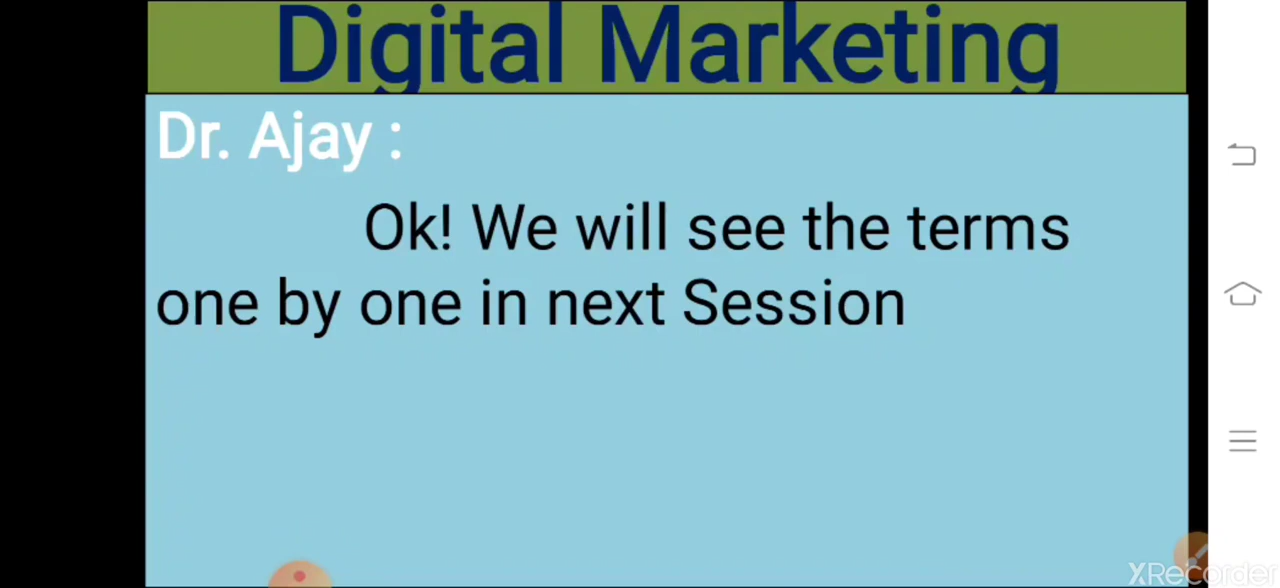 Digital Marketing
Dr. Ajay :
Ok! We will see the terms
one by one in next Session
XRecorder